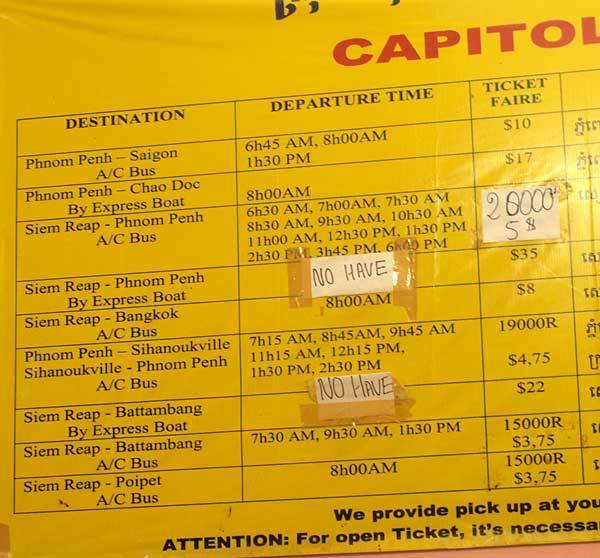 CAPITOL
DESTINATION DEPARTURE TIME TICKET FAIRE
Phnom Penh – Saigon
A/C Bus
6h45 AM, 8h00AM
1h30 PM
$10
Phnom Penh – Chao Doc
By Express Boat
8h00AM
$17
Siem Reap - Phnom Penh
A/C Bus
6h30 AM, 7h00AM, 7h30 AM
8h30 AM, 9h30 AM, 10h30 AM
11h00 AM, 12h30 PM, 1h30 PM
2h30 PM, 3h45 PM, 6h00 PM
20000r
5$
Siem Reap - Phnom Penh
By Express Boat
NO HAVE
$35
Siem Reap - Bangkok
A/C Bus
8h00AM
$8
Phnom Penh – Sihanoukville
Sihanoukville - Phnom Penh
A/C Bus
7h15 AM, 8h45AM, 9h45 AM
11h15 AM, 12h15 PM,
1h30 PM, 2h30 PM
19000R
$4,75
Siem Reap - Battambang
By Express Boat
NO HAVE
$22
Siem Reap - Battambang
A/C Bus
7h30 AM, 9h30 AM, 1h30 PM
15000R
$3,75
Siem Reap - Poipet
A/C Bus
8h00AM
15000R
$3,75
We provide pick up at you
ATTENTION: For open Ticket, it's necessa